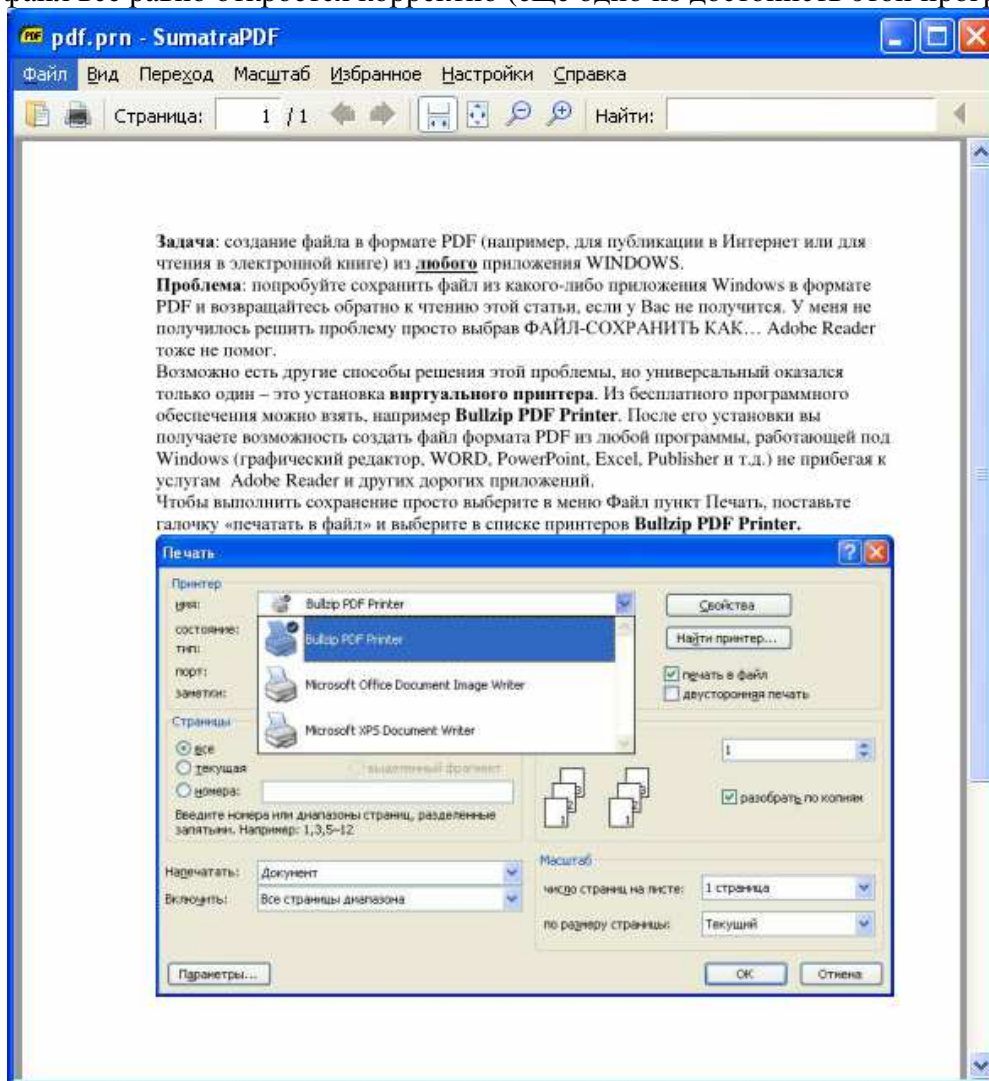 файл все равно откроется корректно (еще одно из достоинств этой
pdf.prn - SumatraPDF
Файл Вид Переход Масштаб Избранное Настройки Справка
Страница: 1 / 1 Найти:
Задача: создание файла в формате PDF (например, для публикации в Интернет или для
чтения в электронной книге) из любого приложения WINDOWS.
Проблема: попробуйте сохранить файл из какого-либо приложения Windows в формате
PDF и возвращайтесь обратно к чтению этой статьи, если у Вас не получится. У меня не
получилось решить проблему просто выбрав ФАЙЛ-СОХРАНИТЬ КАК… Adobe Reader
тоже не помог.
Возможно есть другие способы решения этой проблемы, но универсальный оказался
только один – это установка виртуального принтера. Из бесплатного программного
обеспечения можно взять, например Bullzip PDF Printer. После его установки вы
получаете возможность создать файл формата PDF из любой программы, работающей под
Windows (графический редактор, WORD, PowerPoint, Excel, Publisher и т.д.) не прибегая к
услугам Adobe Reader и других дорогих приложений.
Чтобы выполнить сохранение просто выберите в меню Файл пункт Печать, поставьте
галочку «печатать в файл» и выберите в списке принтеров Bullzip PDF Printer.
Печать
Принтер
имя: Bullzip PDF Printer Свойства
состояние: Bullzip PDF Printer Найти принтер...
тип:
порт: Microsoft Office Document Image Writer печать в файл
заметки: двусторонняя печать
Страницы Microsoft XPS Document Writer
все 1
текущая выделенный фрагмент
номера: разобрать по копиям
Введите номера или диапазоны страниц, разделенные
запятыми. Например: 1,3,5–12
Масштаб
Напечатать: Документ число страниц на листе: 1 страница
Включить: Все страницы диапазона
по размеру страницы: Текущий
Параметры... ОК Отмена